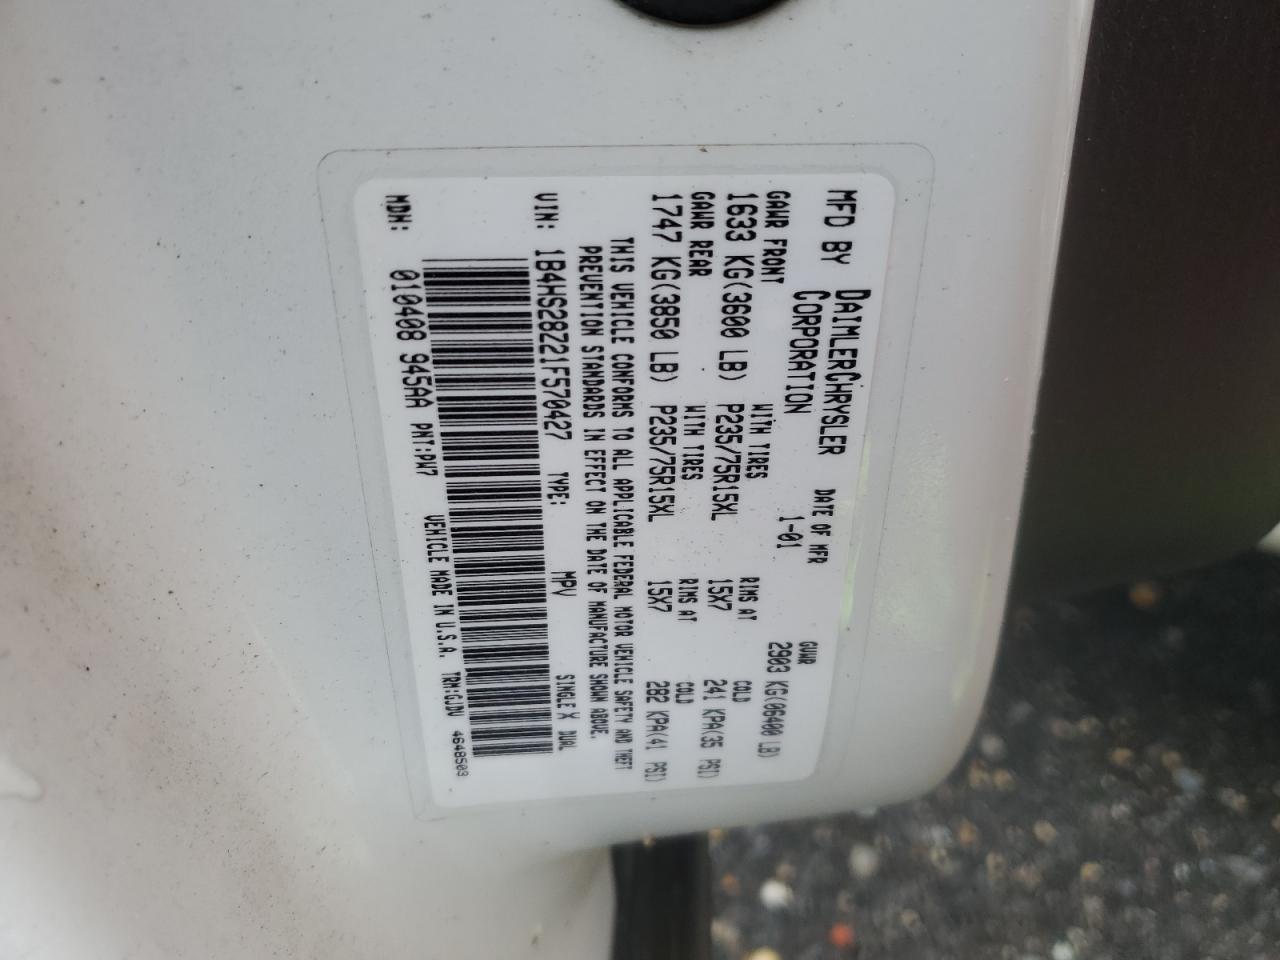 MFD BY DAIMLERCHRYSLER CORPORATION DATE OF MFR 1-01 GVWR 2903 KG(06400 LB)
GAWR FRONT WITH TIRES RIMS AT COLD
1633 KG(3600 LB) P235/75R15XL 15X7 241 KPA(35 PSI)
GAWR REAR WITH TIRES RIMS AT COLD
1747 KG(3850 LB) P235/75R15XL 15X7 282 KPA(41 PSI)
THIS VEHICLE CONFORMS TO ALL APPLICABLE FEDERAL MOTOR VEHICLE SAFETY AND THEFT
PREVENTION STANDARDS IN EFFECT ON THE DATE OF MANUFACTURE SHOWN ABOVE.
VIN: 1B4HS28Z21F570427 TYPE: MPV SINGLE X DUAL
MDH: 010408 945AA PNT:PW7 VEHICLE MADE IN U.S.A. TRM:GJDV 4648503